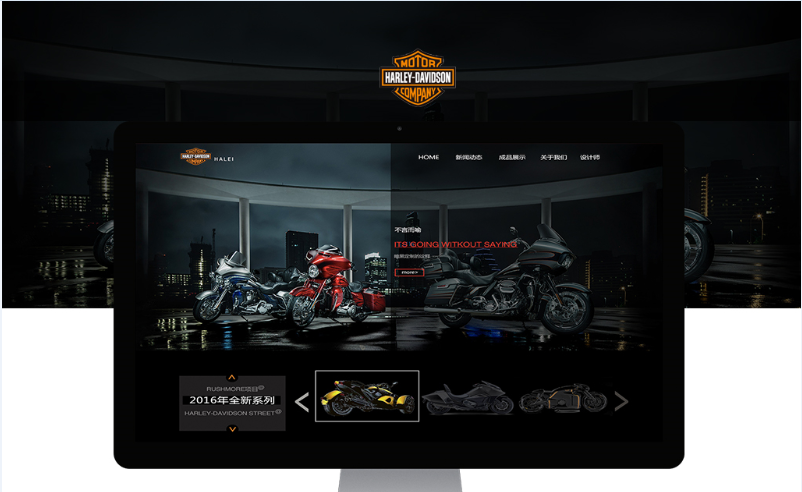 MOTOR
HARLEY-DAVIDSON
COMPANY
MOTOR
HARLEY-DAVIDSON
HALEI
HOME 新闻动态 成品展示 关于我们 设计师
不言而喻
ITS GOING WITKOUT SAYING
RUSHMORE项目
2016年全新系列
HARLEY-DAVIDSON STREET